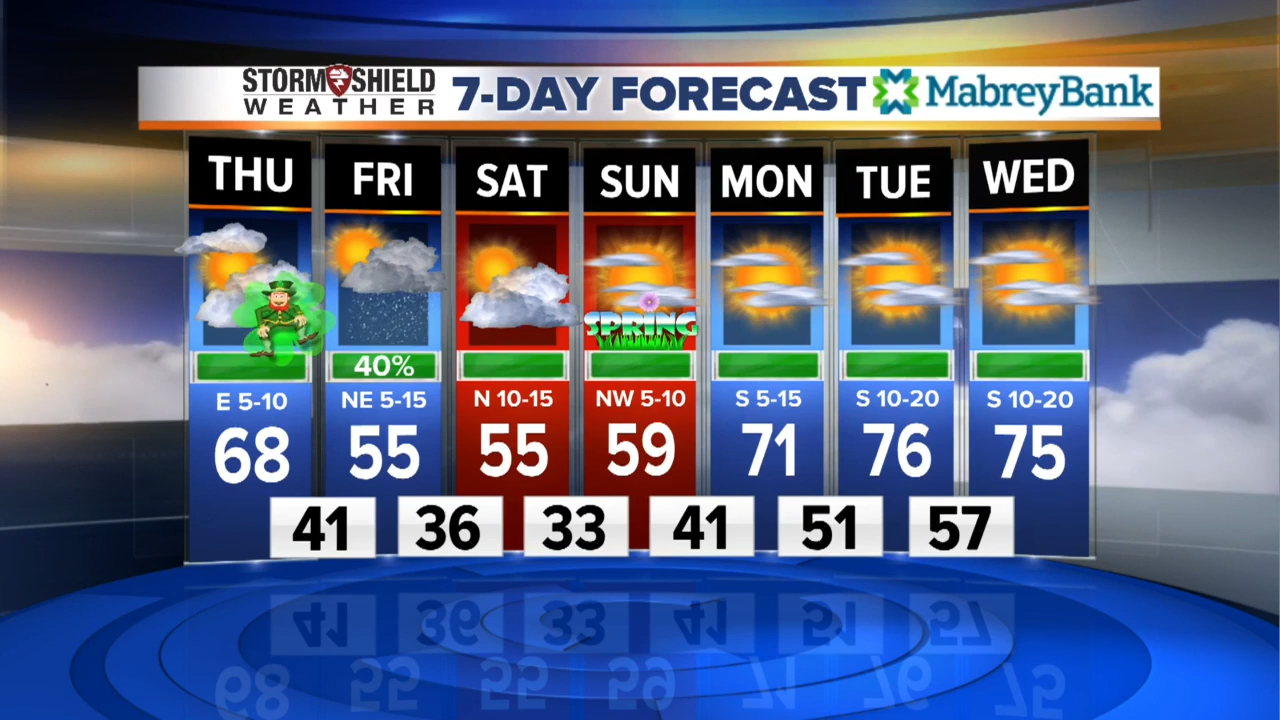 STORM SHIELD
WEATHER
7-DAY FORECAST
MabreyBank
THU FRI SAT SUN MON TUE WED
SPRING
40%
E 5-10 NE 5-15 N 10-15 NW 5-10 S 5-15 S 10-20 S 10-20
68 55 55 59 71 76 75
41 36 33 41 51 57